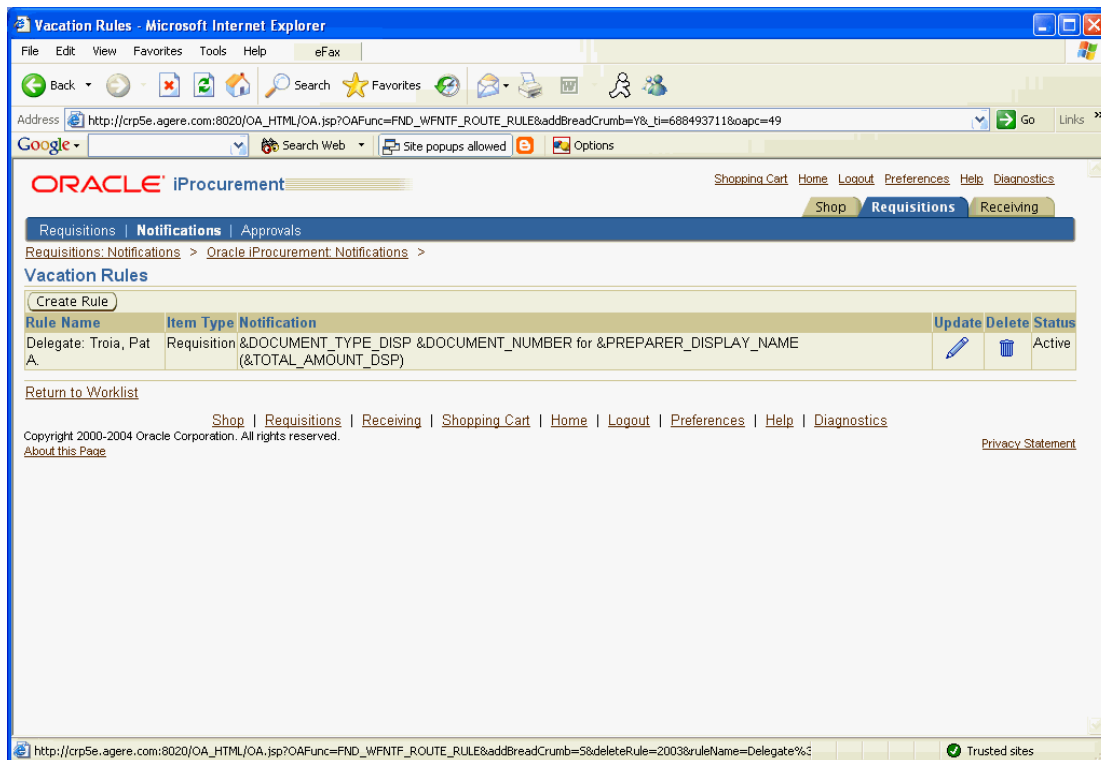 Vacation Rules - Microsoft Internet Explorer
File Edit View Favorites Tools Help eFax
Back Search Favorites
Address http://crp5e.agere.com:8020/OA_HTML/OA.jsp?OAFunc=FND_WFNTF_ROUTE_RULE&addBreadCrumb=Y&_ti=688493711&oapc=49 Go Links »
Google Search Web Site popups allowed Options
ORACLE iProcurement
Shopping Cart Home Logout Preferences Help Diagnostics
Shop Requisitions Receiving
Requisitions | Notifications | Approvals
Requisitions: Notifications > Oracle iProcurement: Notifications >
Vacation Rules
Create Rule
Rule Name Item Type Notification Update Delete Status
Delegate: Troia, Pat Requisition &DOCUMENT_TYPE_DISP &DOCUMENT_NUMBER for &PREPARER_DISPLAY_NAME Active
A. (&TOTAL_AMOUNT_DSP)
Return to Worklist
Shop | Requisitions | Receiving | Shopping Cart | Home | Logout | Preferences | Help | Diagnostics
Copyright 2000-2004 Oracle Corporation. All rights reserved.
About this Page Privacy Statement
http://crp5e.agere.com:8020/OA_HTML/OA.jsp?OAFunc=FND_WFNTF_ROUTE_RULE&addBreadCrumb=S&deleteRule=2003&ruleName=Delegate%3 Trusted sites